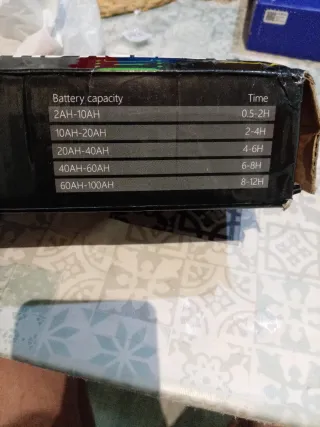 Battery capacity Time
2AH-10AH 0.5-2H
10AH-20AH 2-4H
20AH-40AH 4-6H
40AH-60AH 6-8H
60AH-100AH 8-12H